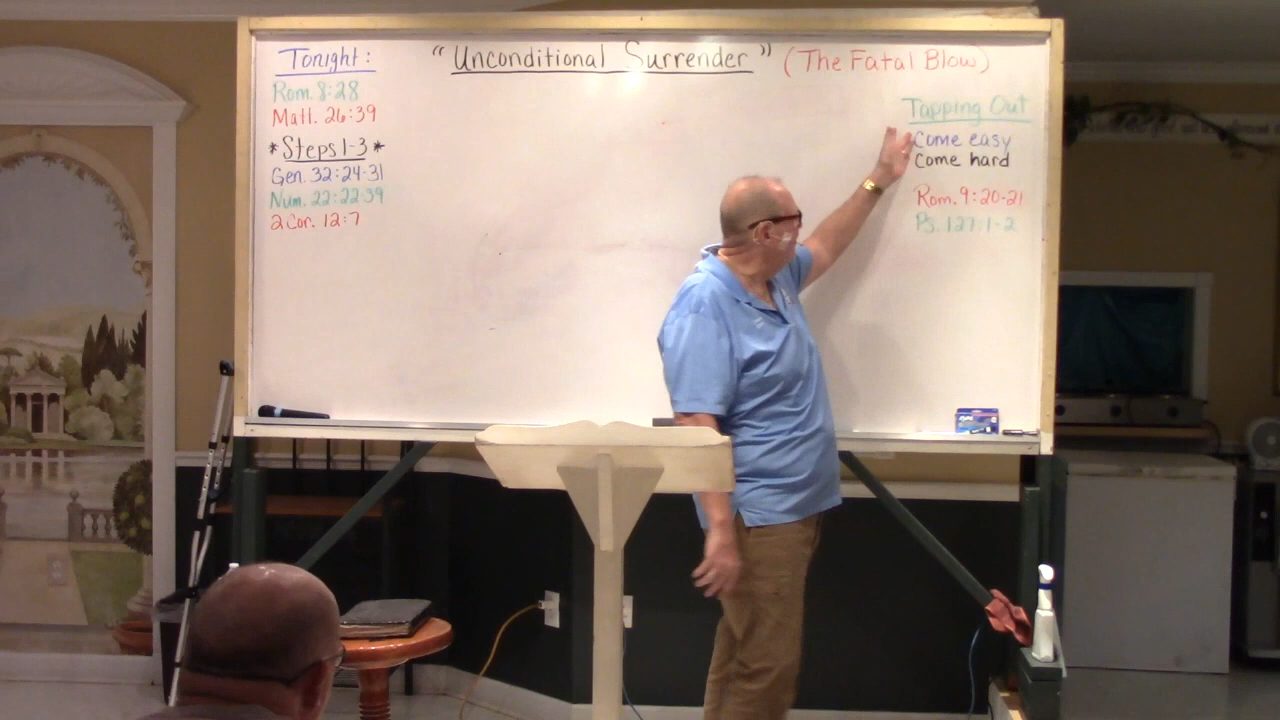 "Unconditional Surrender" (The Fatal Blow)
Tonight:
Rom. 8:28
Matt. 26:39
*Steps 1-3*
Gen. 32:24-31
Num. 22:22-39
2 Cor. 12:7
Tapping Out
Come easy
Come hard
Rom. 9:20-21
Ps. 127:1-2